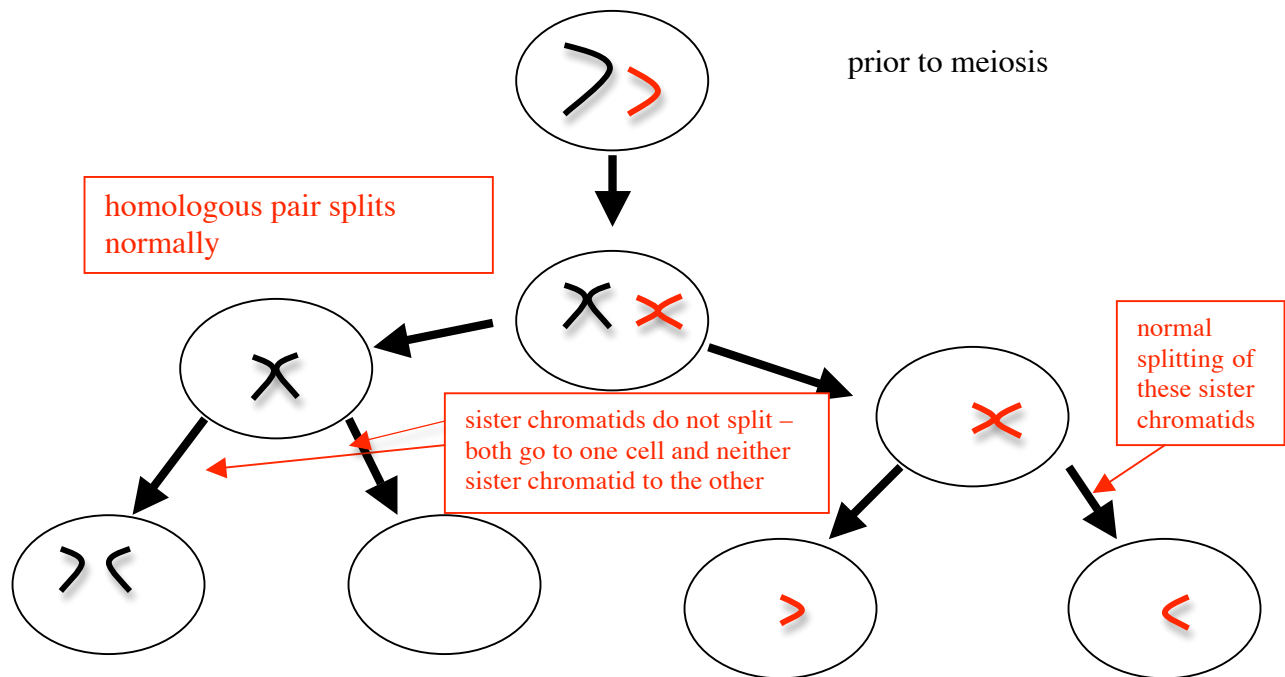 prior to meiosis
homologous pair splits
normally
normal
splitting of
these sister
chromatids
sister chromatids do not split –
both go to one cell and neither
sister chromatid to the other